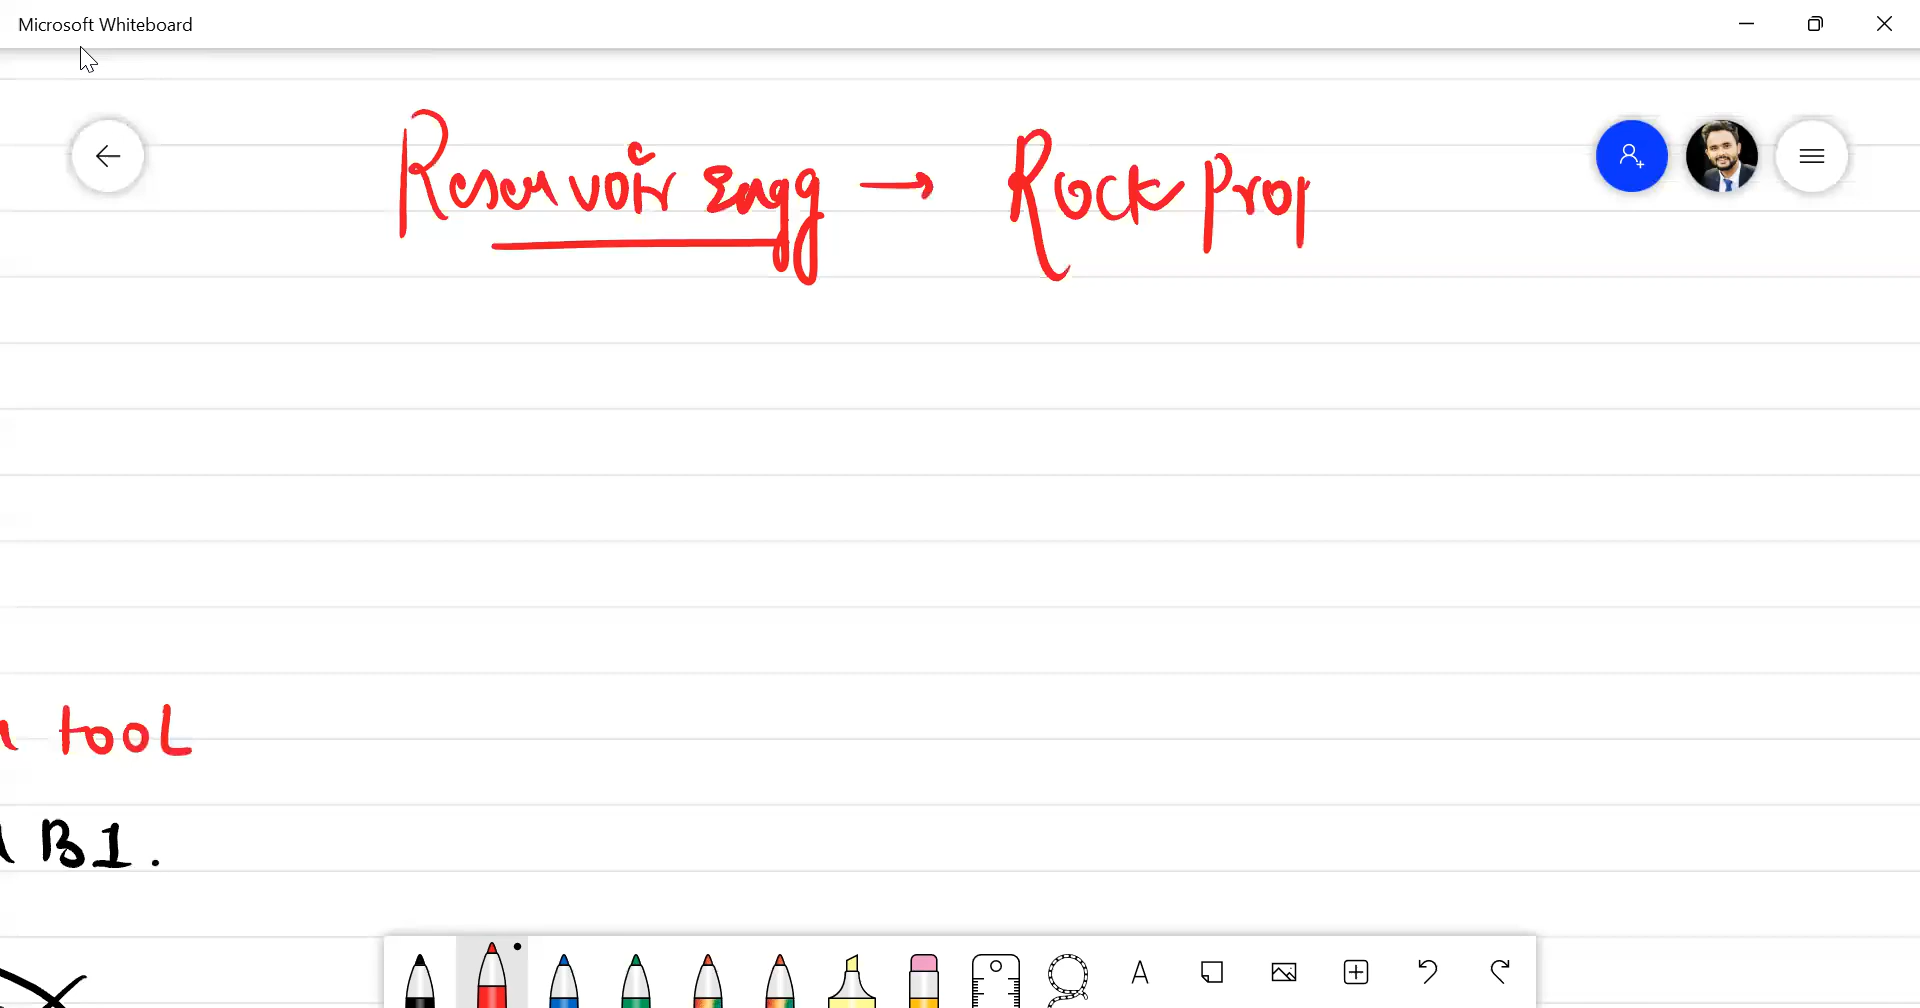 Microsoft Whiteboard
Reservoir Engg → Rock Prop
tool
B1.